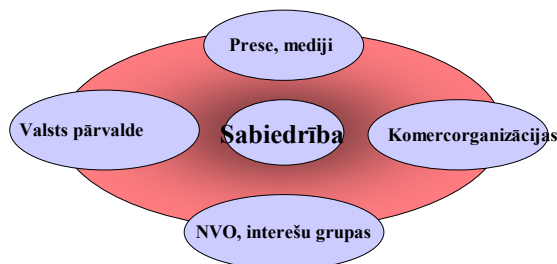 Prese, mediji
Valsts pārvalde
Sabiedrība
Komercorganizācijas
NVO, interešu grupas